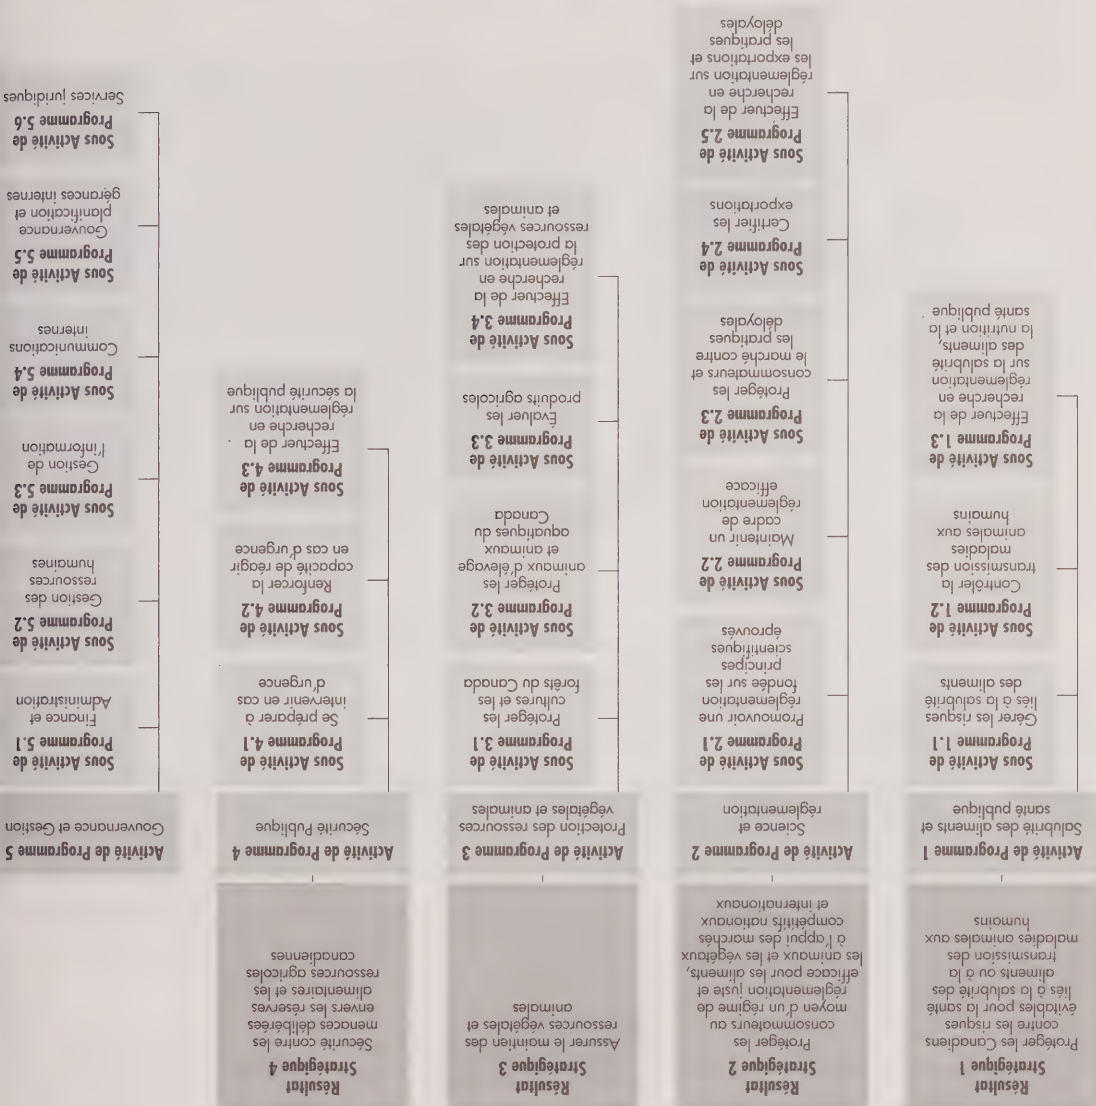 Résultat
Stratégique 1
Protéger les Canadiens
contre les risques
évitables pour la santé
liés à la salubrité des
aliments ou à la
transmission des
maladies animales aux
humains
Activité de Programme 1
Salubrité des aliments et
santé publique
Sous Activité de
Programme 1.1
Gérer les risques
liés à la salubrité
des aliments
Sous Activité de
Programme 1.2
Contrôler la
transmission des
maladies
animales aux
humains
Sous Activité de
Programme 1.3
Effectuer de la
recherche en
réglementation
sur la salubrité
des aliments,
la nutrition et la
santé publique
Résultat
Stratégique 2
Protéger les
consommateurs au
moyen d'un régime de
réglementation juste et
efficace pour les aliments,
les animaux et les végétaux
à l'appui des marchés
compétitifs nationaux
et internationaux
Activité de Programme 2
Science et
réglementation
Sous Activité de
Programme 2.1
Promouvoir une
réglementation
fondée sur les
principes
scientifiques
éprouvés
Sous Activité de
Programme 2.2
Maintenir un
cadre de
réglementation
efficace
Sous Activité de
Programme 2.3
Protéger les
consommateurs et
le marché contre
les pratiques
déloyales
Sous Activité de
Programme 2.4
Certifier les
exportations
Sous Activité de
Programme 2.5
Effectuer de la
recherche en
réglementation sur
les exportations et
les pratiques
déloyales
Résultat
Stratégique 3
Assurer le maintien des
ressources végétales et
animales
Activité de Programme 3
Protection des ressources
végétales et animales
Sous Activité de
Programme 3.1
Protéger les
cultures et les
forêts du Canada
Sous Activité de
Programme 3.2
Protéger les
animaux d'élevage
et animaux
aquatiques du
Canada
Sous Activité de
Programme 3.3
Évaluer les
produits agricoles
Sous Activité de
Programme 3.4
Effectuer de la
recherche en
réglementation sur
la protection des
ressources végétales
et animales
Résultat
Stratégique 4
Sécurité contre les
menaces délibérées
envers les réserves
alimentaires et les
ressources agricoles
canadiennes
Activité de Programme 4
Sécurité Publique
Sous Activité de
Programme 4.1
Se préparer à
intervenir en cas
d'urgence
Sous Activité de
Programme 4.2
Renforcer la
capacité de réagir
en cas d'urgence
Sous Activité de
Programme 4.3
Effectuer de la
recherche en
réglementation sur
la sécurité publique
Activité de Programme 5
Gouvernance et Gestion
Sous Activité de
Programme 5.1
Finance et
Administration
Sous Activité de
Programme 5.2
Gestion des
ressources
humaines
Sous Activité de
Programme 5.3
Gestion de
l'information
Sous Activité de
Programme 5.4
Communications
internes
Sous Activité de
Programme 5.5
Gouvernance
planification et
gérances internes
Sous Activité de
Programme 5.6
Services juridiques